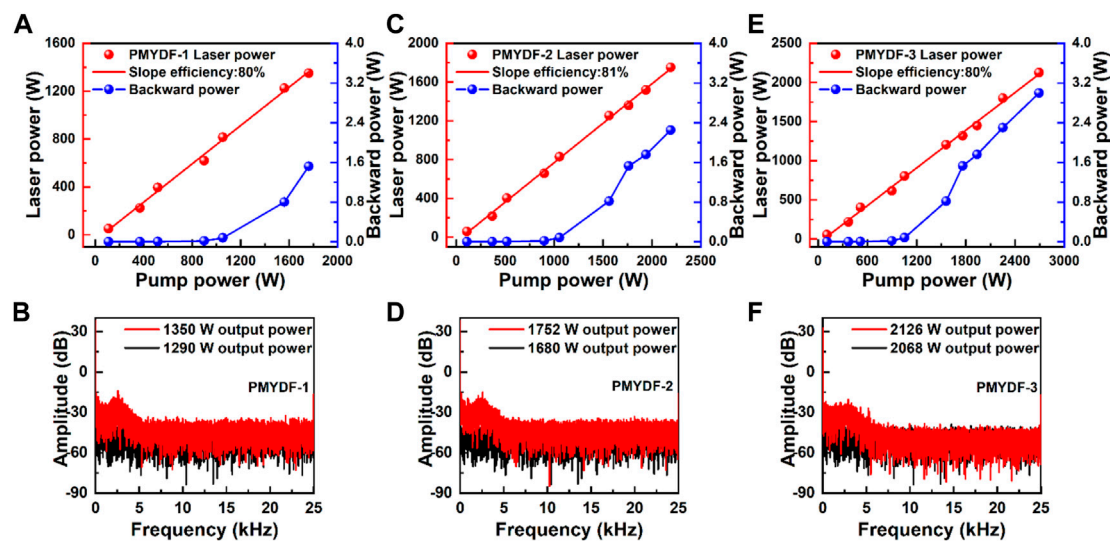 A
PMYDF-1 Laser power
Slope efficiency:80%
Backward power
Laser power (W)
1600
1200
800
400
0
Backward power (W)
4.0
3.2
2.4
1.6
0.8
0.0
0 400 800 1200 1600 2000
Pump power (W)
C
PMYDF-2 Laser power
Slope efficiency:81%
Backward power
Laser power (W)
2000
1600
1200
800
400
0
Backward power (W)
4.0
3.2
2.4
1.6
0.8
0.0
0 500 1000 1500 2000 2500
Pump power (W)
E
PMYDF-3 Laser power
Slope efficiency:80%
Backward power
Laser power (W)
2500
2000
1500
1000
500
0
Backward power (W)
4.0
3.2
2.4
1.6
0.8
0.0
0 600 1200 1800 2400 3000
Pump power (W)
B
1350 W output power
1290 W output power
PMYDF-1
Amplitude (dB)
30
0
-30
-60
-90
0 5 10 15 20 25
Frequency (kHz)
D
1752 W output power
1680 W output power
PMYDF-2
Amplitude (dB)
30
0
-30
-60
-90
0 5 10 15 20 25
Frequency (kHz)
F
2126 W output power
2068 W output power
PMYDF-3
Amplitude (dB)
30
0
-30
-60
-90
0 5 10 15 20 25
Frequency (kHz)